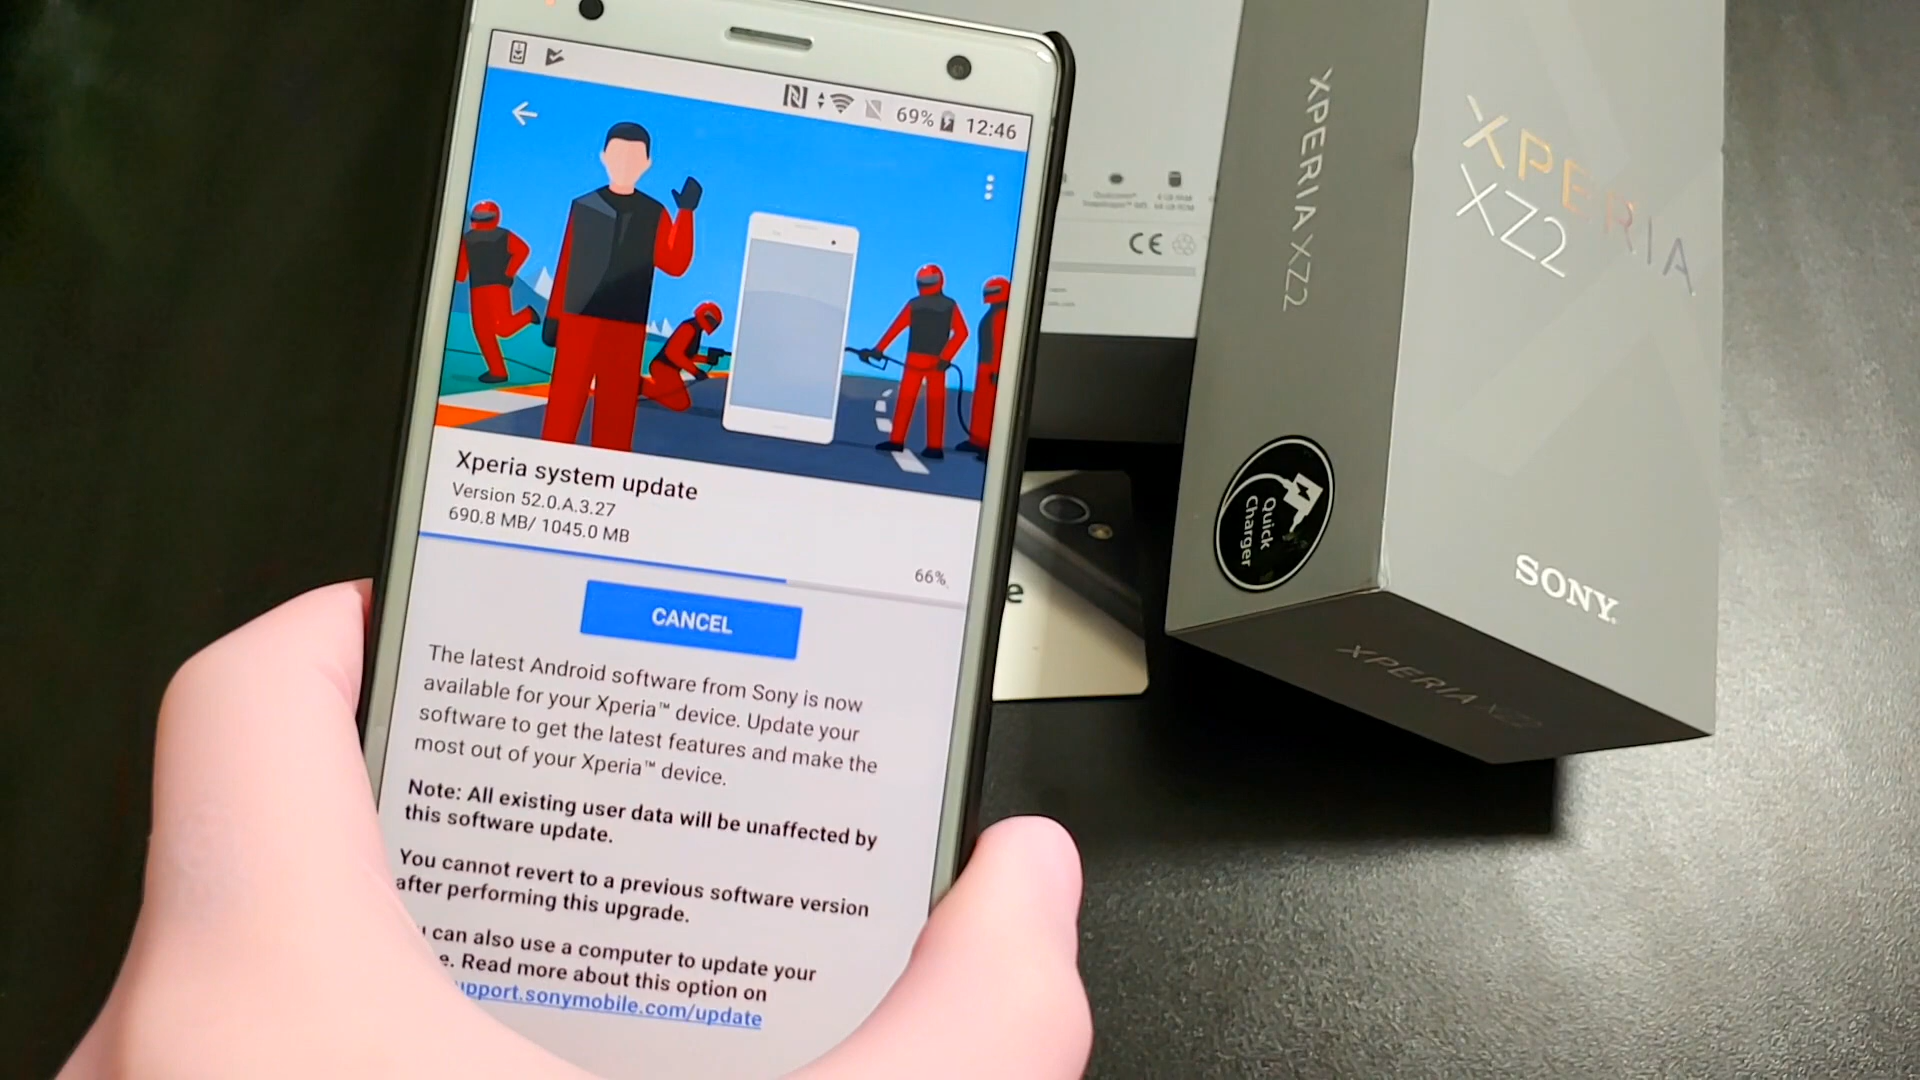 69% 12:46
Xperia system update
Version 52.0.A.3.27
690.8 MB/ 1045.0 MB
66%
CANCEL
The latest Android software from Sony is now
available for your Xperia™ device. Update your
software to get the latest features and make the
most out of your Xperia™ device.
Note: All existing user data will be unaffected by
this software update.
You cannot revert to a previous software version
after performing this upgrade.
can also use a computer to update your
e. Read more about this option on
upport.sonymobile.com/update
CE
e
XPERIA XZ2
Quick
Charger
XPERIA
XZ2
SONY
XPERIA XZ2